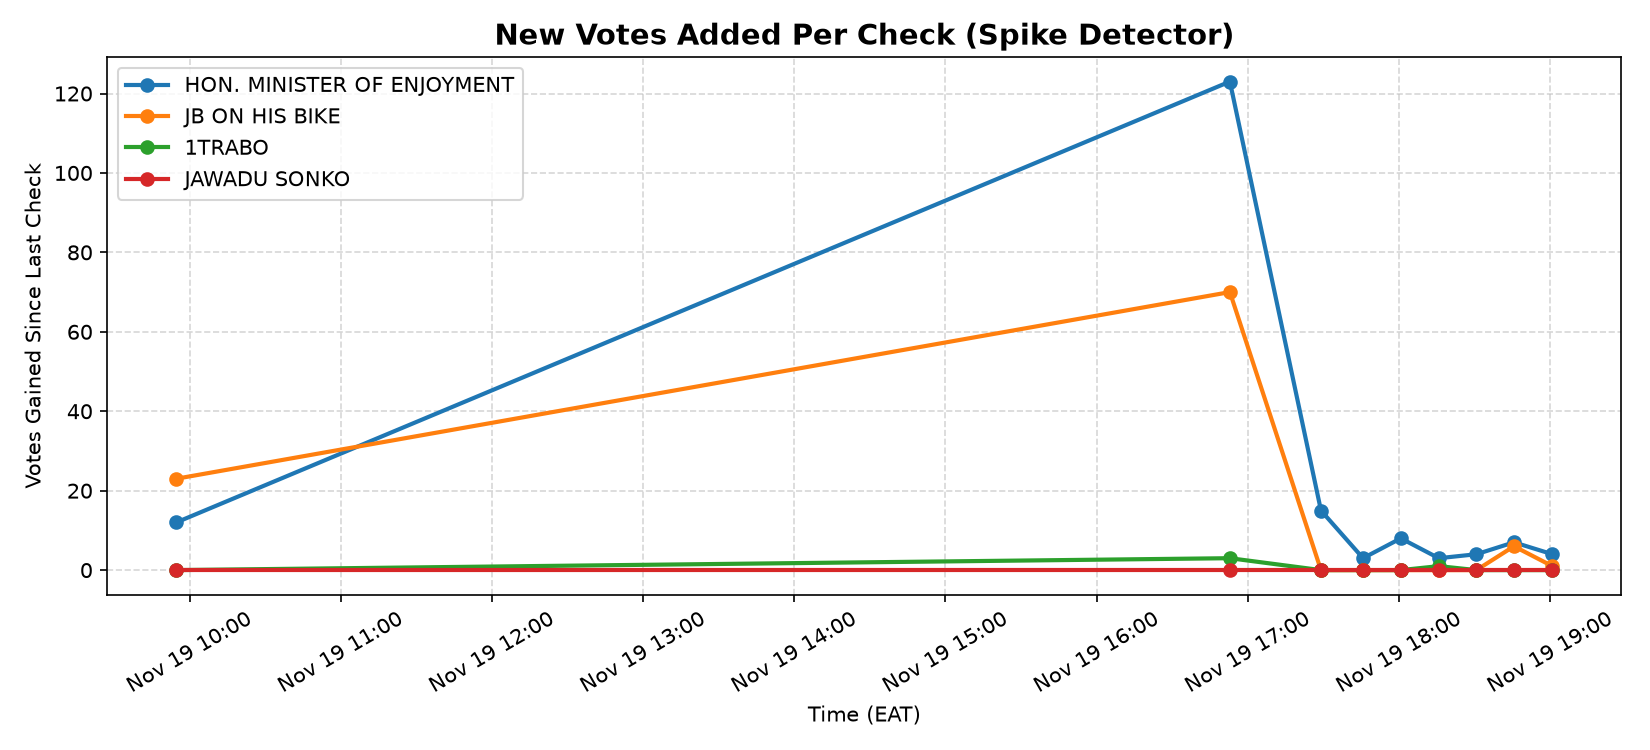 New Votes Added Per Check (Spike Detector)
HON. MINISTER OF ENJOYMENT
JB ON HIS BIKE
1TRABO
JAWADU SONKO
Votes Gained Since Last Check
120
100
80
60
40
20
0
Nov 19 10:00
Nov 19 11:00
Nov 19 12:00
Nov 19 13:00
Nov 19 14:00
Nov 19 15:00
Nov 19 16:00
Nov 19 17:00
Nov 19 18:00
Nov 19 19:00
Time (EAT)